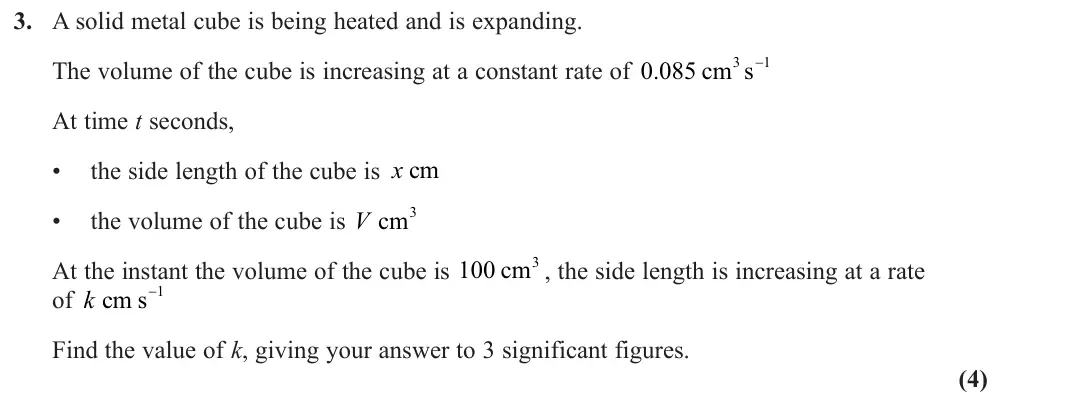 3. A solid metal cube is being heated and is expanding.
The volume of the cube is increasing at a constant rate of 0.085 cm³ s⁻¹
At time t seconds,
• the side length of the cube is x cm
• the volume of the cube is V cm³
At the instant the volume of the cube is 100 cm³ , the side length is increasing at a rate
of k cm s⁻¹
Find the value of k, giving your answer to 3 significant figures.
(4)